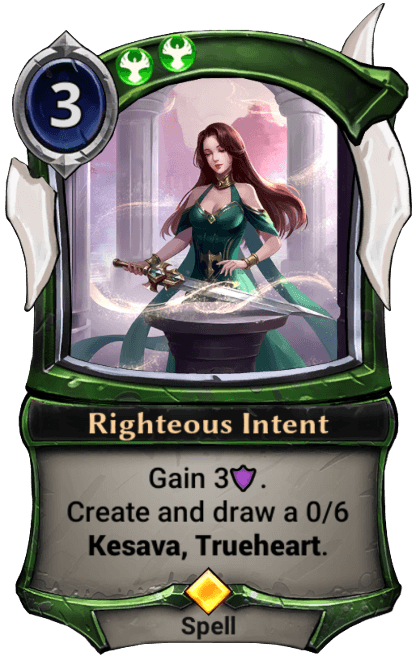 3
Righteous Intent
Gain 3.
Create and draw a 0/6
Kesava, Trueheart.
Spell